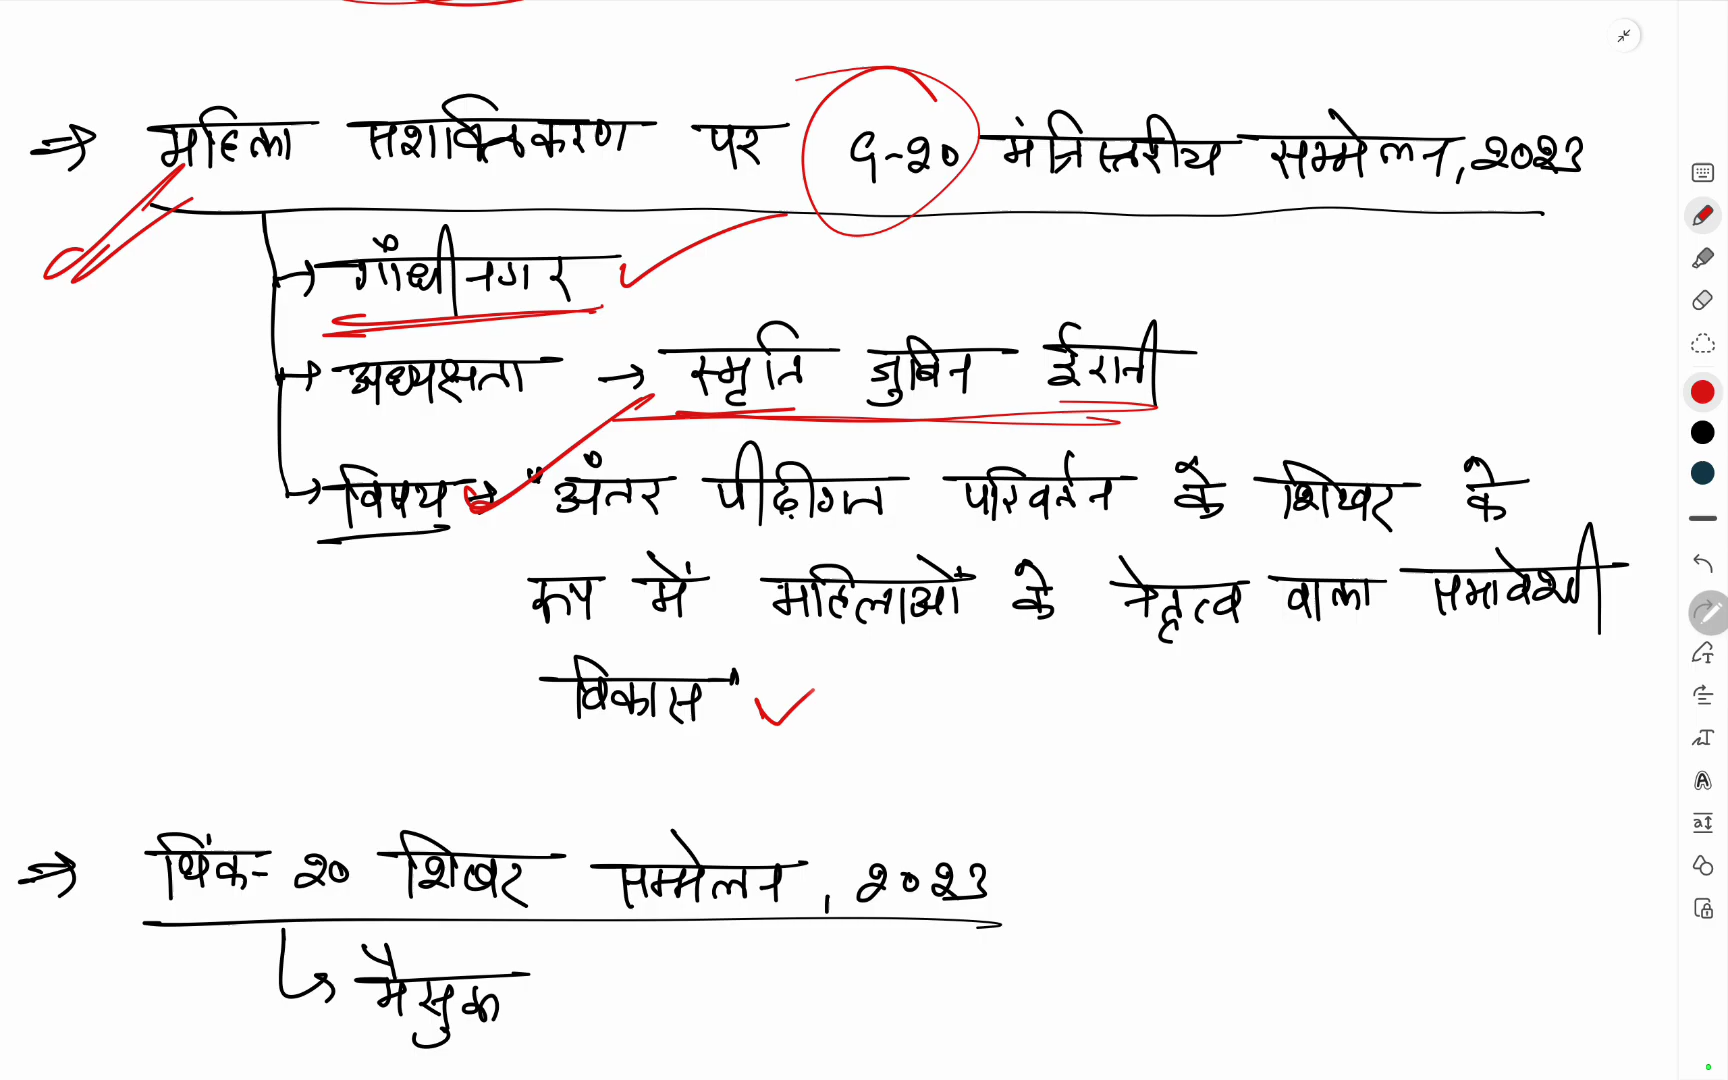 ⇒ महिला सशक्तिकरण पर G-20 मंत्रिस्तरीय सम्मेलन, 2023
→ गाँधीनगर
→ अध्यक्षता → स्मृति जुबिन ईरानी
→ विषय → "अंतर पीढ़ीगत परिवर्तन के शिखर के
रूप में महिलाओं के नेतृत्व वाला समावेशी
विकास"
⇒ थिंक-20 शिखर सम्मेलन, 2023
↳ मैसुरू